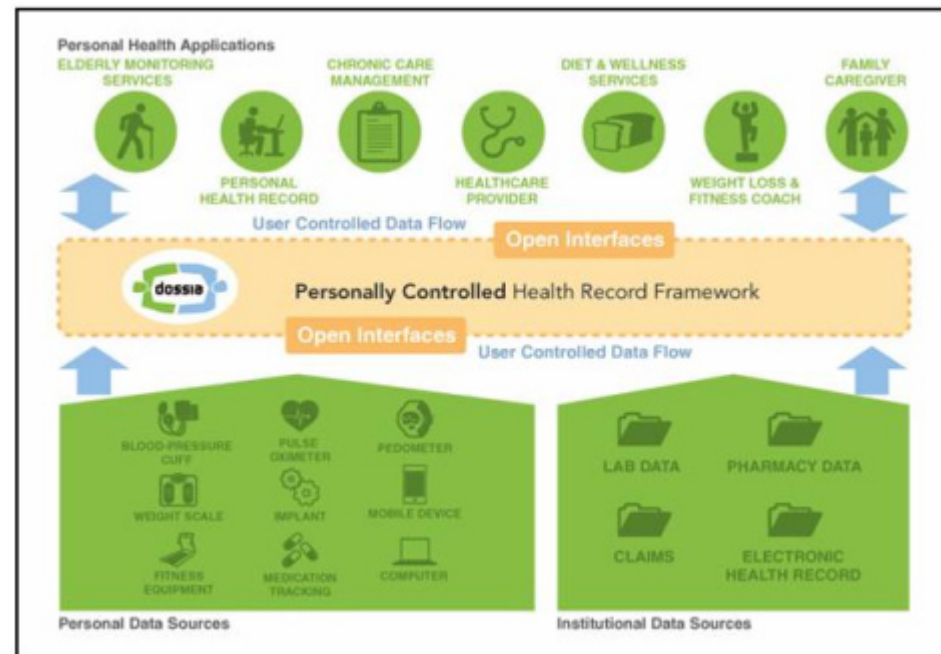 Personal Health Applications
ELDERLY MONITORING
SERVICES
CHRONIC CARE
MANAGEMENT
DIET & WELLNESS
SERVICES
FAMILY
CAREGIVER
PERSONAL
HEALTH RECORD
HEALTHCARE
PROVIDER
WEIGHT LOSS &
FITNESS COACH
User Controlled Data Flow
Open Interfaces
dossia
Personally Controlled Health Record Framework
Open Interfaces
User Controlled Data Flow
BLOOD-PRESSURE
CUFF
PULSE
OXIMETER
PEDOMETER
WEIGHT SCALE
IMPLANT
MOBILE DEVICE
FITNESS
EQUIPMENT
MEDICATION
TRACKING
COMPUTER
LAB DATA
PHARMACY DATA
CLAIMS
ELECTRONIC
HEALTH RECORD
Personal Data Sources
Institutional Data Sources